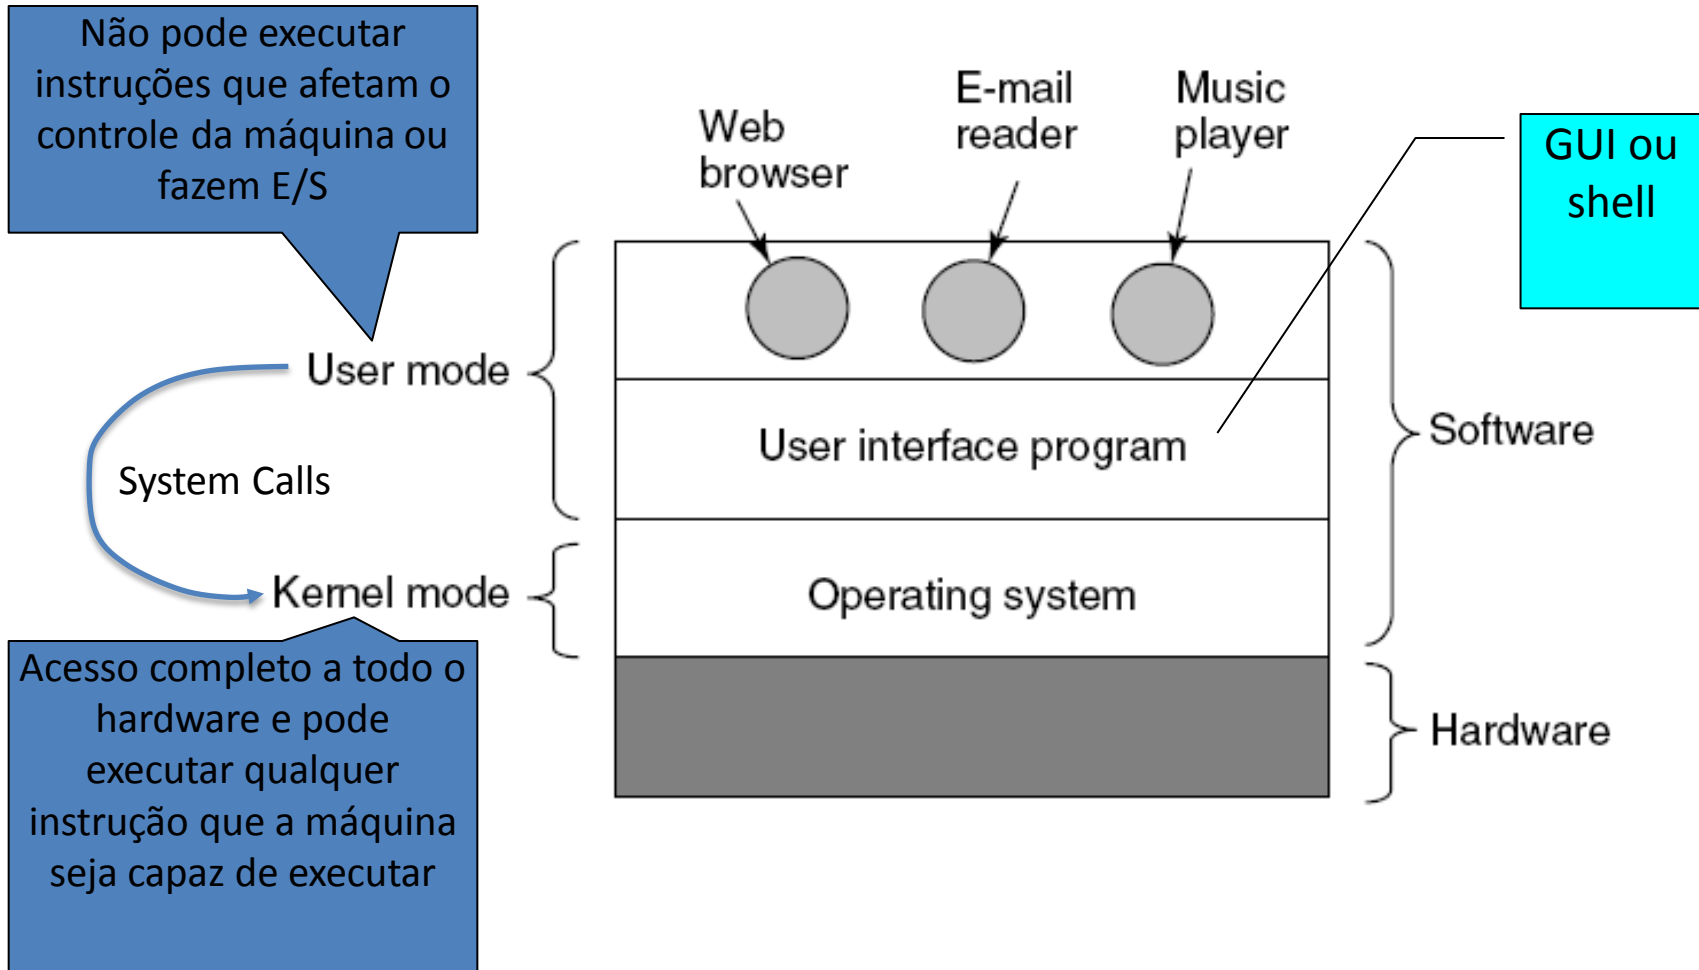 Não pode executar
instruções que afetam o
controle da máquina ou
fazem E/S
Web
browser
E-mail
reader
Music
player
GUI ou
shell
User mode
User interface program
Software
System Calls
Kernel mode
Operating system
Acesso completo a todo o
hardware e pode
executar qualquer
instrução que a máquina
seja capaz de executar
Hardware